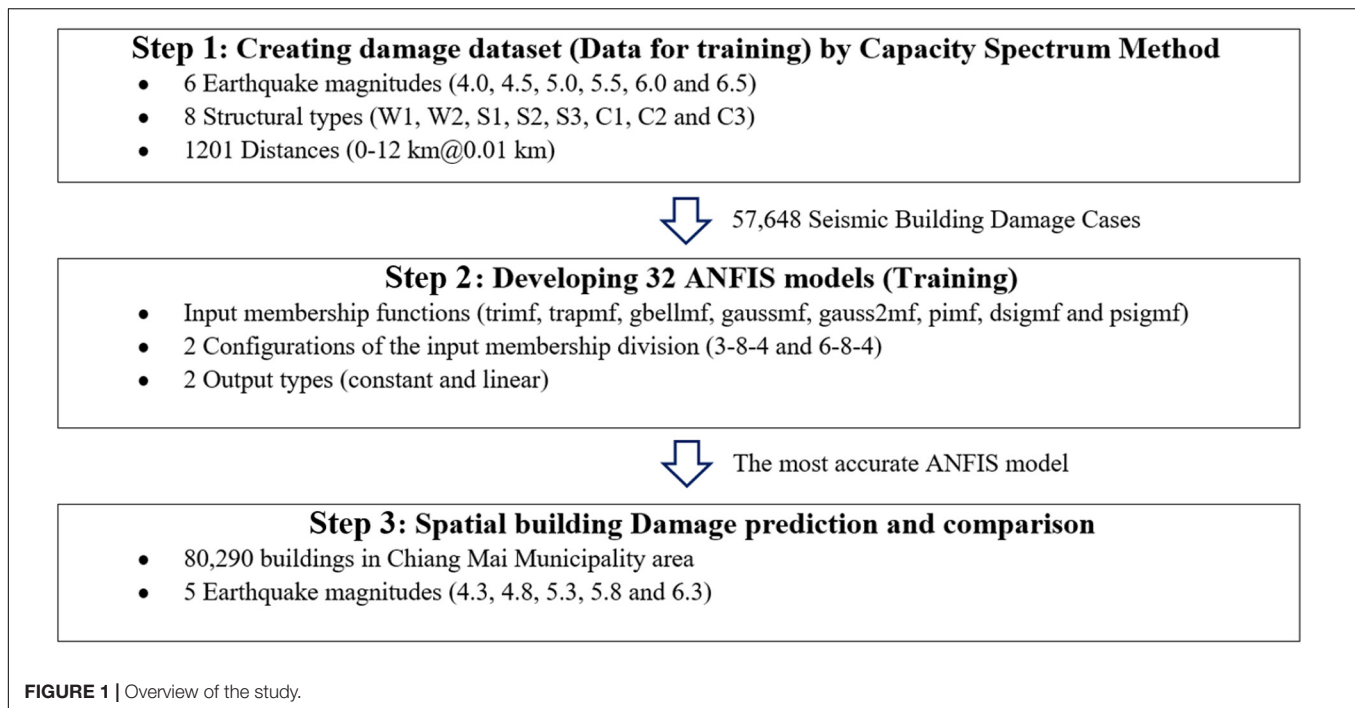 Step 1: Creating damage dataset (Data for training) by Capacity Spectrum Method
• 6 Earthquake magnitudes (4.0, 4.5, 5.0, 5.5, 6.0 and 6.5)
• 8 Structural types (W1, W2, S1, S2, S3, C1, C2 and C3)
• 1201 Distances (0-12 km@0.01 km)
57,648 Seismic Building Damage Cases
Step 2: Developing 32 ANFIS models (Training)
• Input membership functions (trimf, trapmf, gbellmf, gaussmf, gauss2mf, pimf, dsigmf and psigmf)
• 2 Configurations of the input membership division (3-8-4 and 6-8-4)
• 2 Output types (constant and linear)
The most accurate ANFIS model
Step 3: Spatial building Damage prediction and comparison
• 80,290 buildings in Chiang Mai Municipality area
• 5 Earthquake magnitudes (4.3, 4.8, 5.3, 5.8 and 6.3)
FIGURE 1 | Overview of the study.